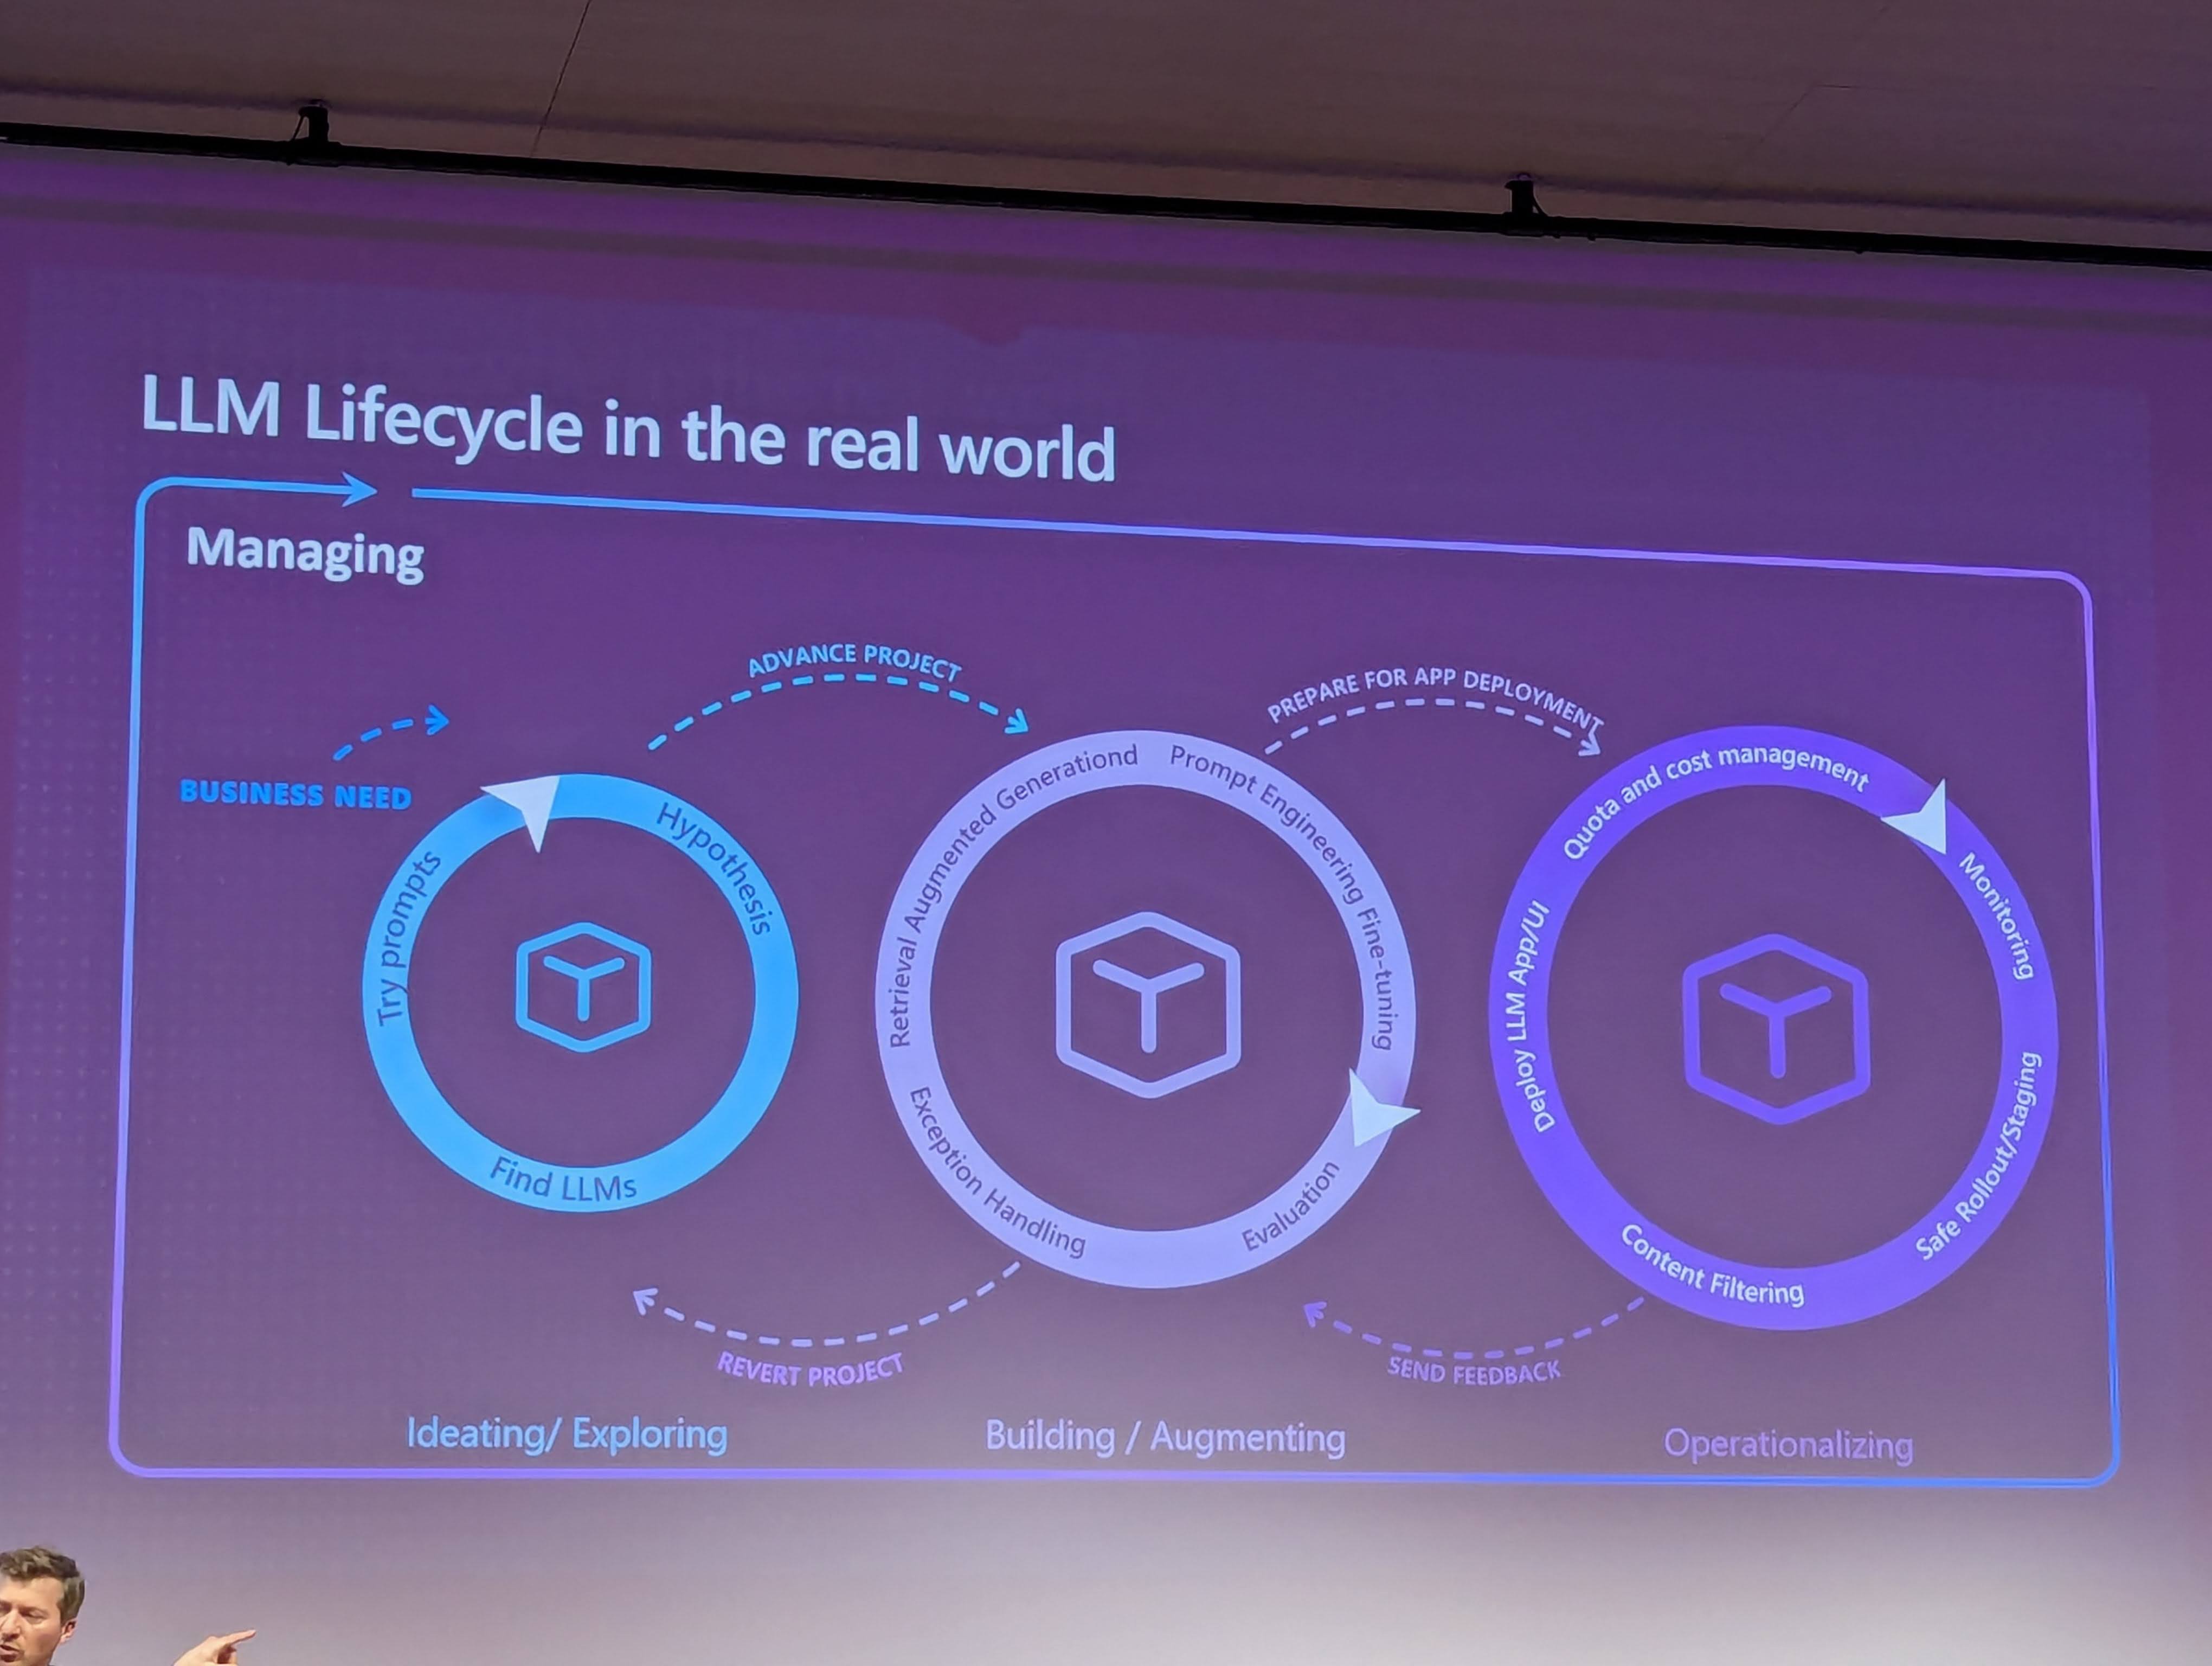 LLM Lifecycle in the real world
Managing
BUSINESS NEED
ADVANCE PROJECT
PREPARE FOR APP DEPLOYMENT
Try prompts
Hypothesis
Find LLMs
Retrieval Augmented Generationd
Prompt Engineering Fine-tuning
Exception Handling
Evaluation
Quota and cost management
Monitoring
Deploy LLM App/UI
Safe Rollout/Staging
Content Filtering
REVERT PROJECT
SEND FEEDBACK
Ideating/ Exploring
Building / Augmenting
Operationalizing